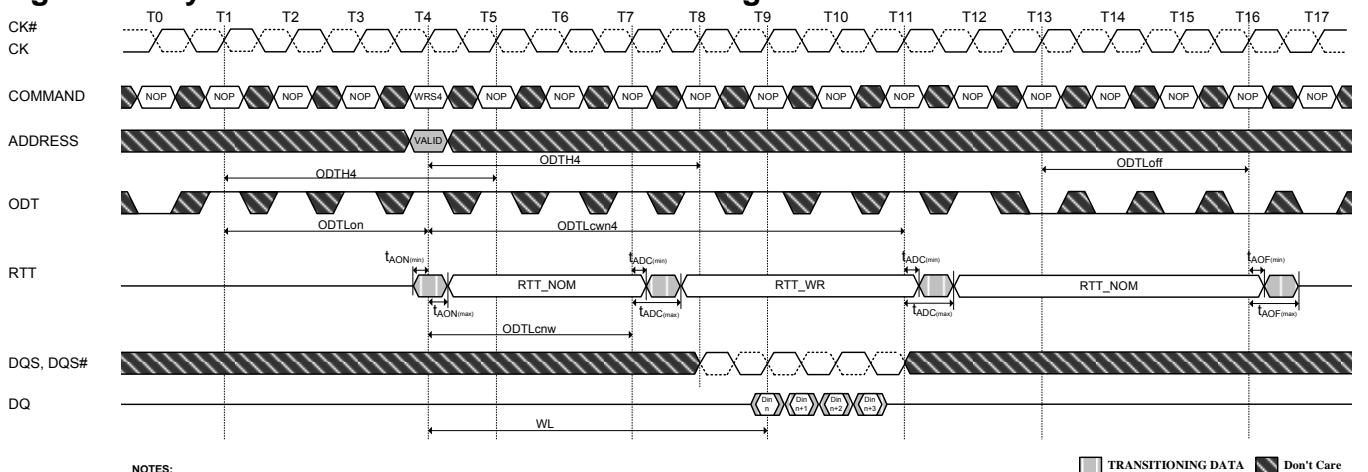 T0 T1 T2 T3 T4 T5 T6 T7 T8 T9 T10 T11 T12 T13 T14 T15 T16 T17
CK#
CK
COMMAND NOP NOP NOP NOP WRS4 NOP NOP NOP NOP NOP NOP NOP NOP NOP NOP NOP NOP NOP
ADDRESS VALID
ODTH4 ODTLoff
ODTH4
ODT
ODTLon ODTLcwn4
tAON(min) tADC(min) tADC(min) tAOF(min)
RTT RTT_NOM RTT_WR RTT_NOM
tAON(max) tADC(max) tADC(max) tAOF(max)
ODTLcnw
DQS, DQS#
DQ Din n Din n+1 Din n+2 Din n+3
WL
NOTES: TRANSITIONING DATA Don't Care